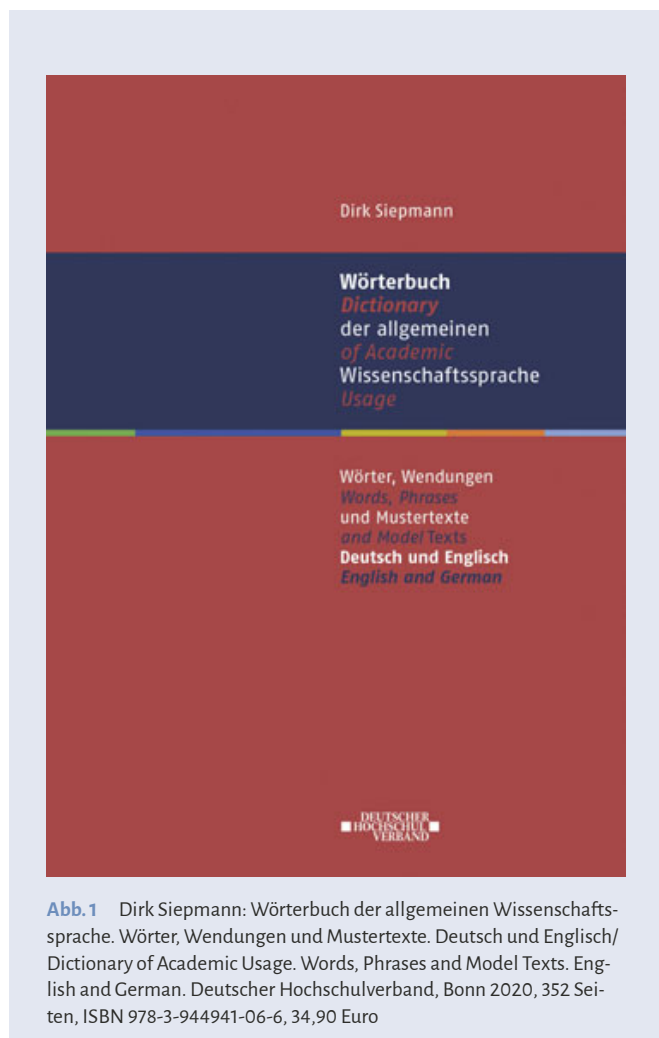 Dirk Siepmann
Wörterbuch
Dictionary
der allgemeinen
of Academic
Wissenschaftssprache
Usage
Wörter, Wendungen
Words, Phrases
und Mustertexte
and Model Texts
Deutsch und Englisch
English and German
DEUTSCHER
HOCHSCHUL
VERBAND
Abb. 1 Dirk Siepmann: Wörterbuch der allgemeinen Wissenschafts-
sprache. Wörter, Wendungen und Mustertexte. Deutsch und Englisch/
Dictionary of Academic Usage. Words, Phrases and Model Texts. Eng-
lish and German. Deutscher Hochschulverband, Bonn 2020, 352 Sei-
ten, ISBN 978-3-944941-06-6, 34,90 Euro